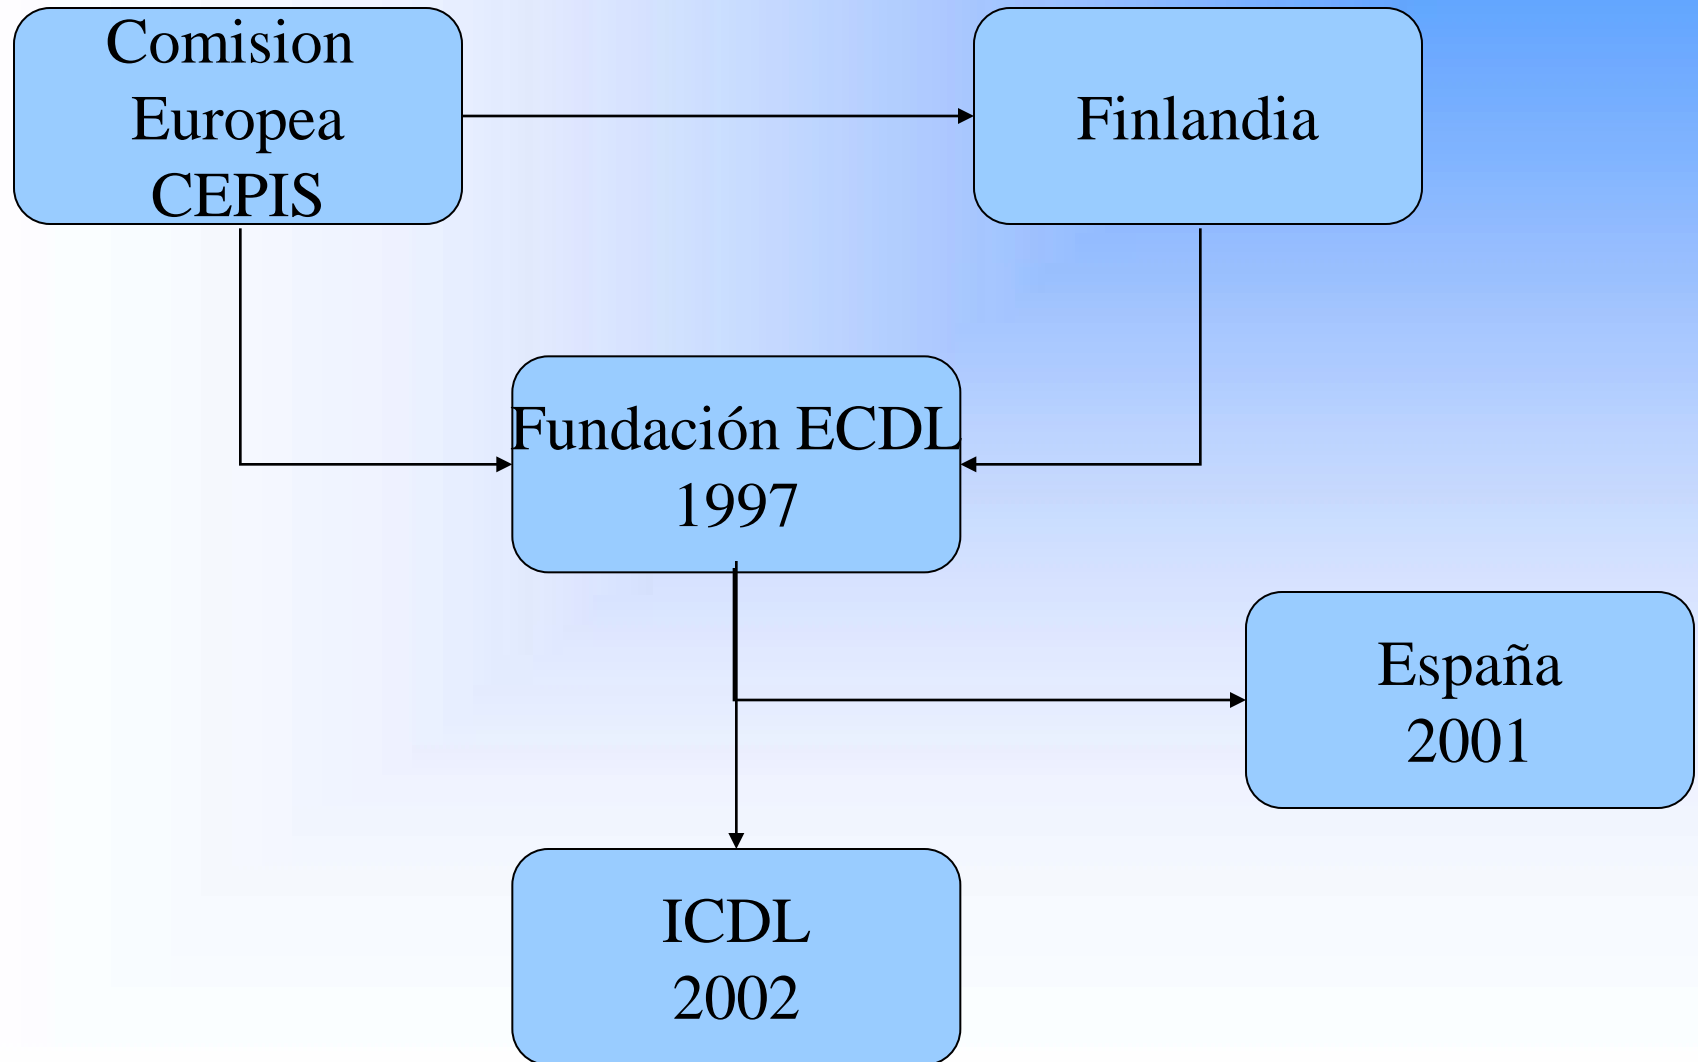 Comision
Europea
CEPIS
Finlandia
Fundación ECDL
1997
España
2001
ICDL
2002